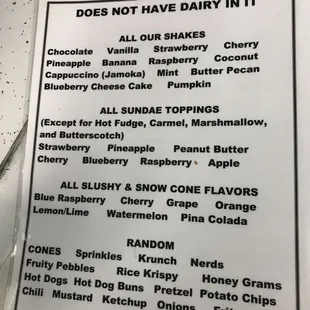 DOES NOT HAVE DAIRY IN IT
ALL OUR SHAKES
Chocolate Vanilla Strawberry Cherry
Pineapple Banana Raspberry Coconut
Cappuccino (Jamoka) Mint Butter Pecan
Blueberry Cheese Cake Pumpkin
ALL SUNDAE TOPPINGS
(Except for Hot Fudge, Carmel, Marshmallow,
and Butterscotch)
Strawberry Pineapple Peanut Butter
Cherry Blueberry Raspberry Apple
ALL SLUSHY & SNOW CONE FLAVORS
Blue Raspberry Cherry Grape Orange
Lemon/Lime Watermelon Pina Colada
RANDOM
CONES Sprinkles Krunch Nerds
Fruity Pebbles Rice Krispy Honey Grams
Hot Dogs Hot Dog Buns Pretzel Potato Chips
Chili Mustard Ketchup Onions